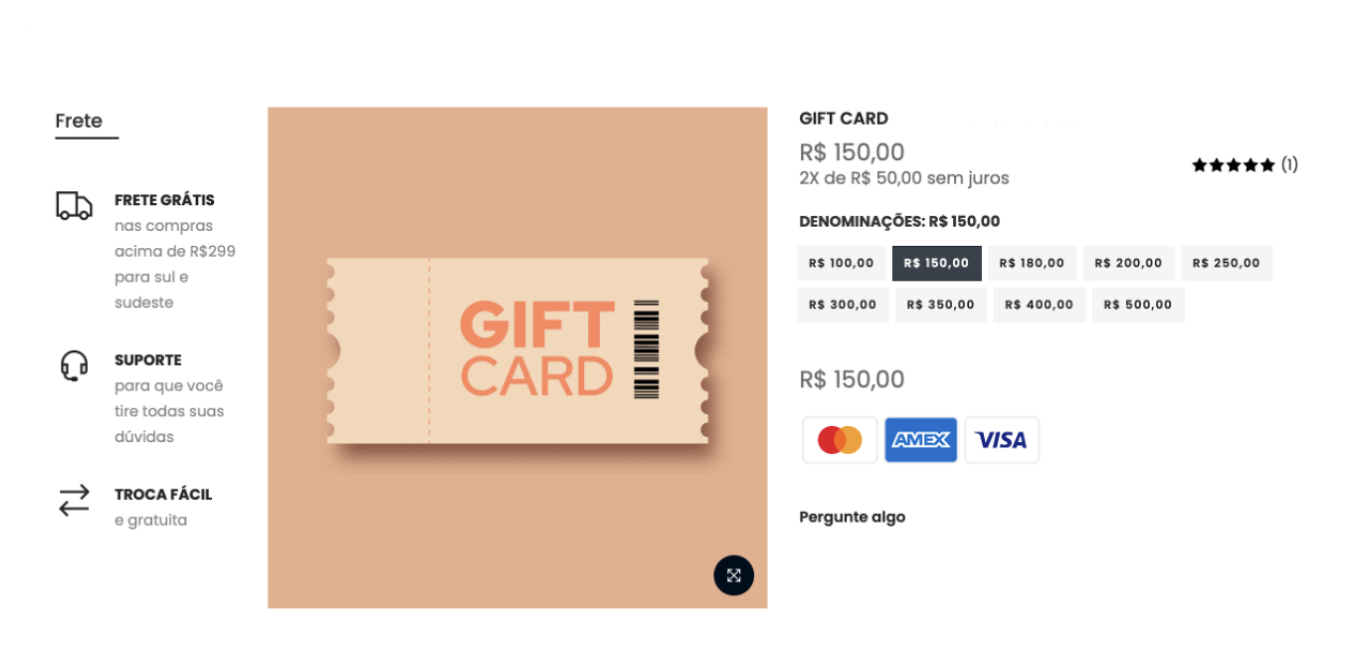 Frete
FRETE GRÁTIS
nas compras
acima de R$299
para sul e
sudeste
SUPORTE
para que você
tire todas suas
dúvidas
TROCA FÁCIL
e gratuita
GIFT
CARD
GIFT CARD
R$ 150,00
2X de R$ 50,00 sem juros
(1)
DENOMINAÇÕES: R$ 150,00
R$ 100,00 R$ 150,00 R$ 180,00 R$ 200,00 R$ 250,00
R$ 300,00 R$ 350,00 R$ 400,00 R$ 500,00
R$ 150,00
AMEX VISA
Pergunte algo